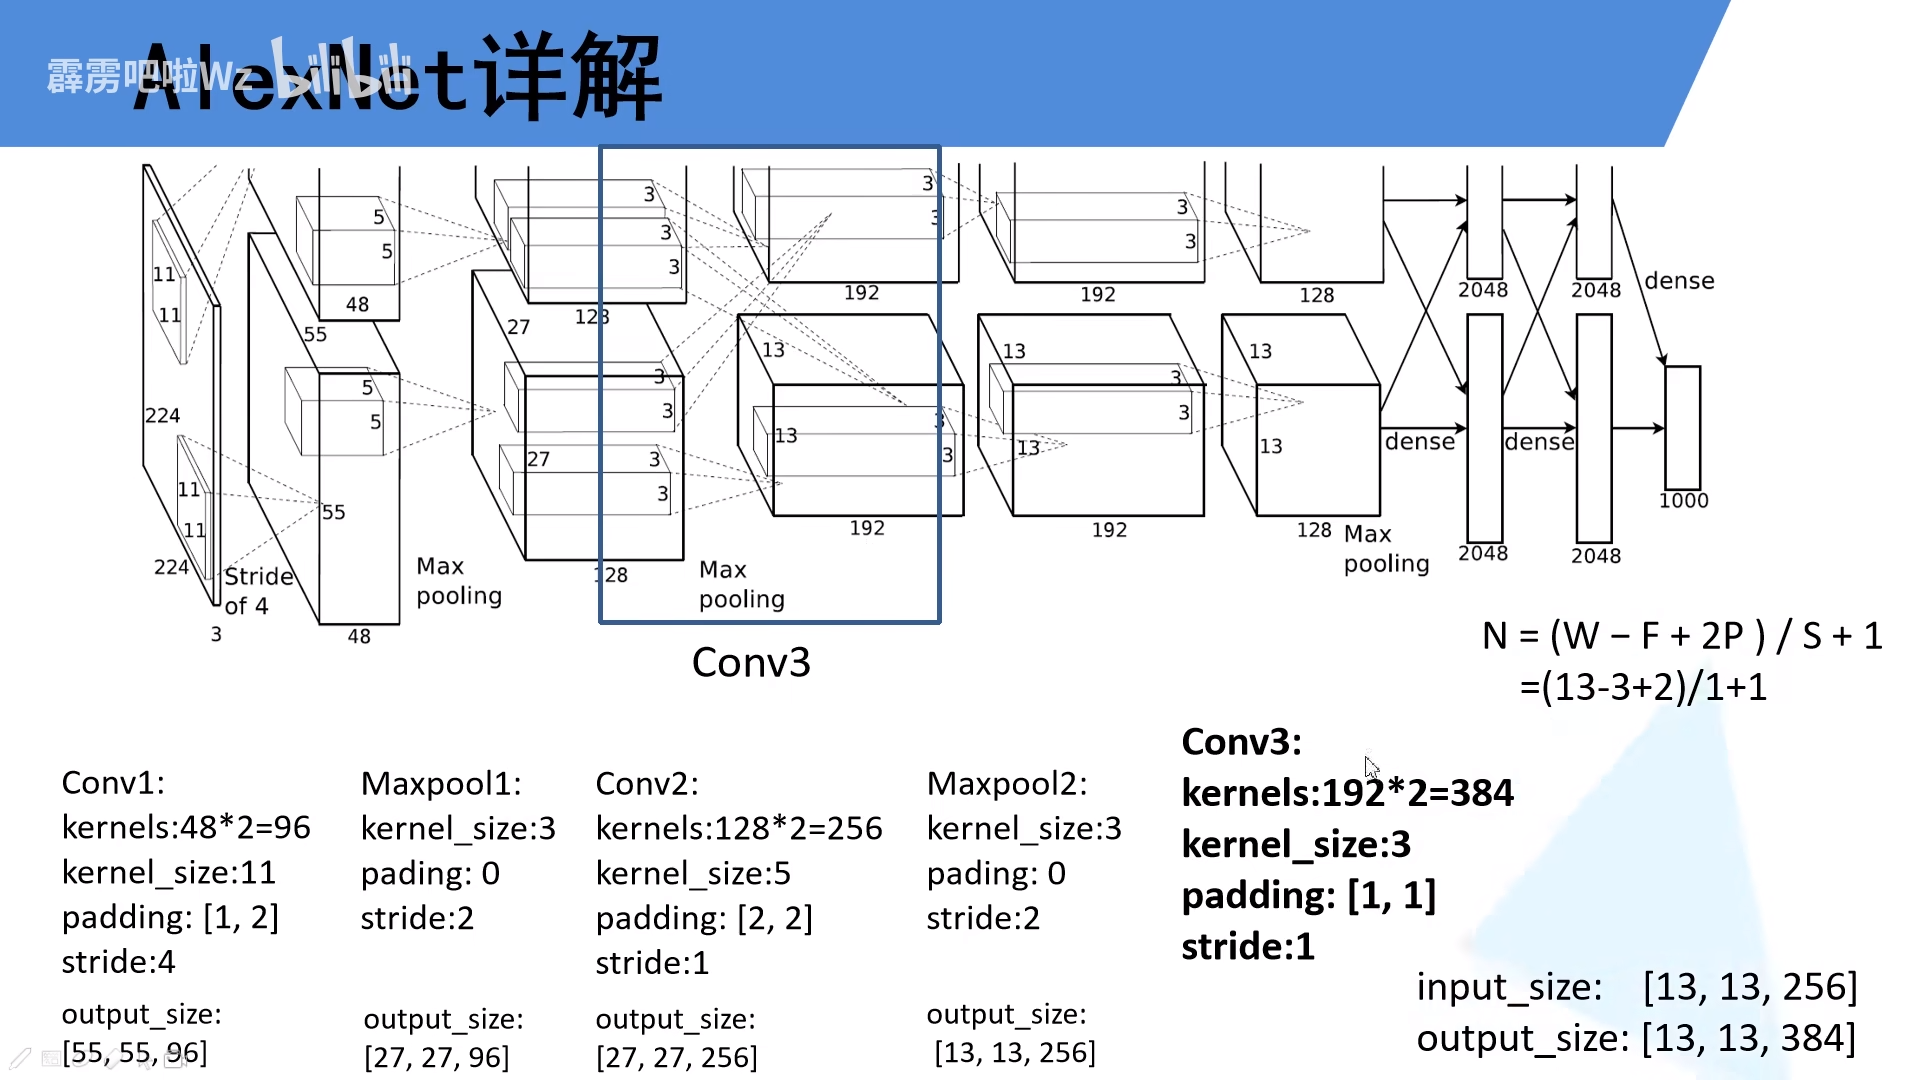 AlexNet详解
霹雳吧啦Wz bilibili
3
3
5
3
3
5
3
3
3
11
48
192
192
128
2048
2048
dense
11
27
128
55
13
13
13
5
3
3
3
5
3
3
224
13
3
dense
dense
13
13
27
3
11
3
1000
55
192
192
128
Max
pooling
11
2048
2048
224
Stride
of 4
Max
pooling
128
Max
pooling
3
48
Conv3
N = (W − F + 2P ) / S + 1
=(13-3+2)/1+1
Conv1:
kernels:48*2=96
kernel_size:11
padding: [1, 2]
stride:4
output_size:
[55, 55, 96]
Maxpool1:
kernel_size:3
pading: 0
stride:2
output_size:
[27, 27, 96]
Conv2:
kernels:128*2=256
kernel_size:5
padding: [2, 2]
stride:1
output_size:
[27, 27, 256]
Maxpool2:
kernel_size:3
pading: 0
stride:2
output_size:
[13, 13, 256]
Conv3:
kernels:192*2=384
kernel_size:3
padding: [1, 1]
stride:1
input_size: [13, 13, 256]
output_size: [13, 13, 384]